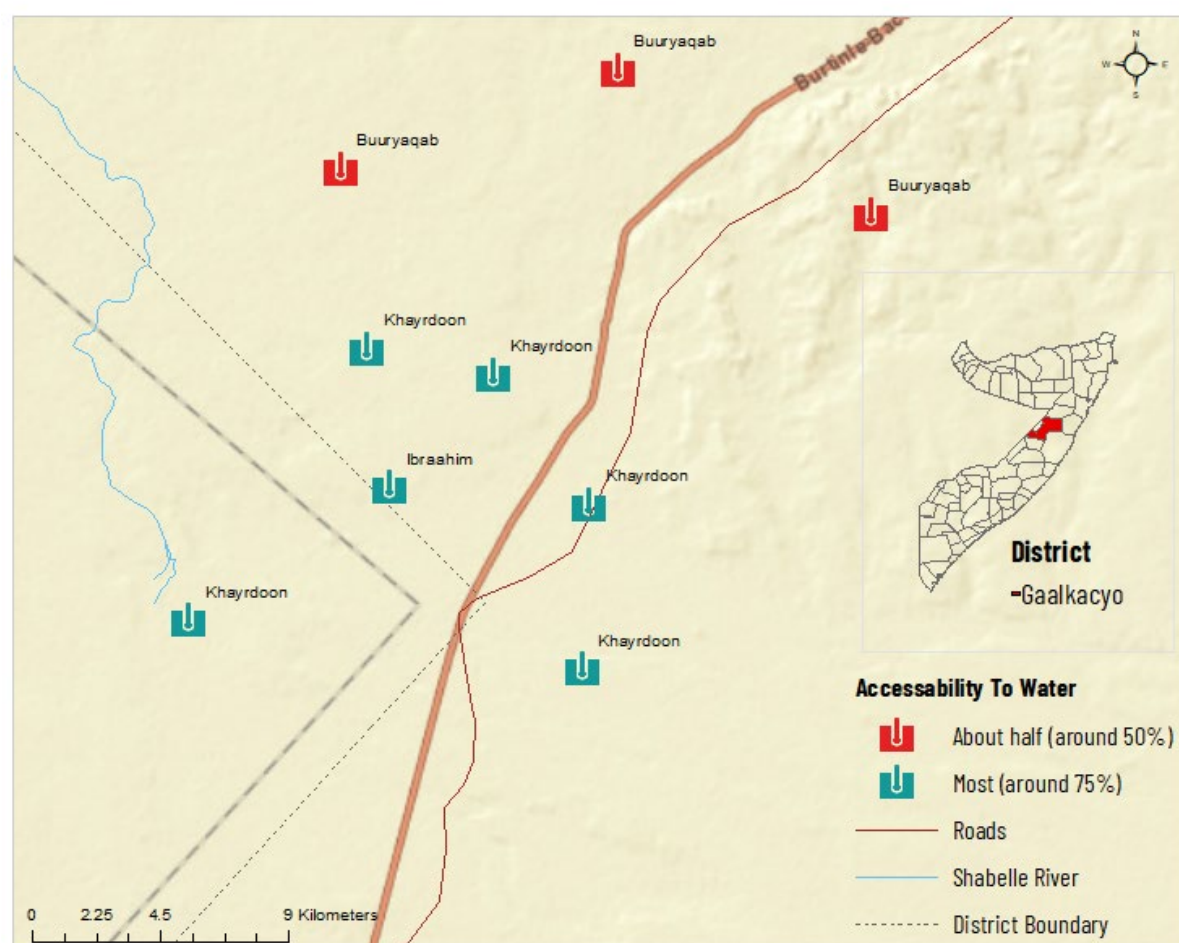 Buuryaqab
Burtinle-Bac
N
W E
S
Buuryaqab
Buuryaqab
Khayrdoon
Khayrdoon
Ibraahim
Khayrdoon
Khayrdoon
Khayrdoon
District
Gaalkacyo
Accessability To Water
About half (around 50%)
Most (around 75%)
Roads
Shabelle River
District Boundary
0 2.25 4.5 9 Kilometers